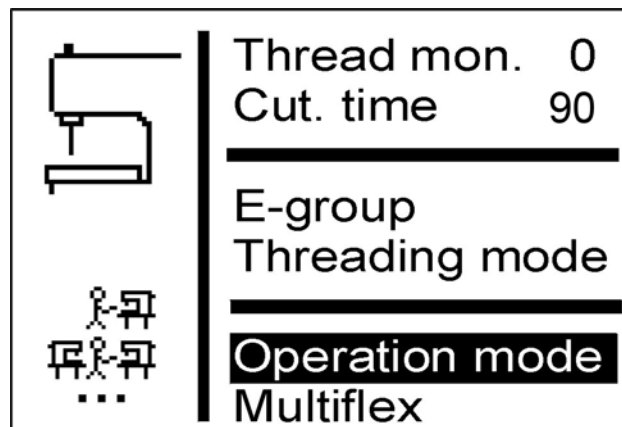 Thread mon. 0
Cut. time 90
E-group
Threading mode
Operation mode
Multiflex